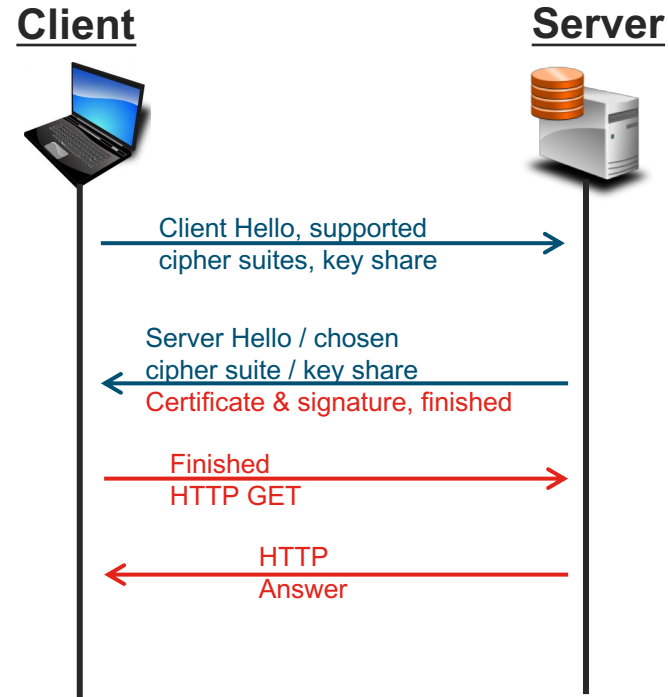 Client
Server
Client Hello, supported
cipher suites, key share
Server Hello / chosen
cipher suite / key share
Certificate & signature, finished
Finished
HTTP GET
HTTP
Answer